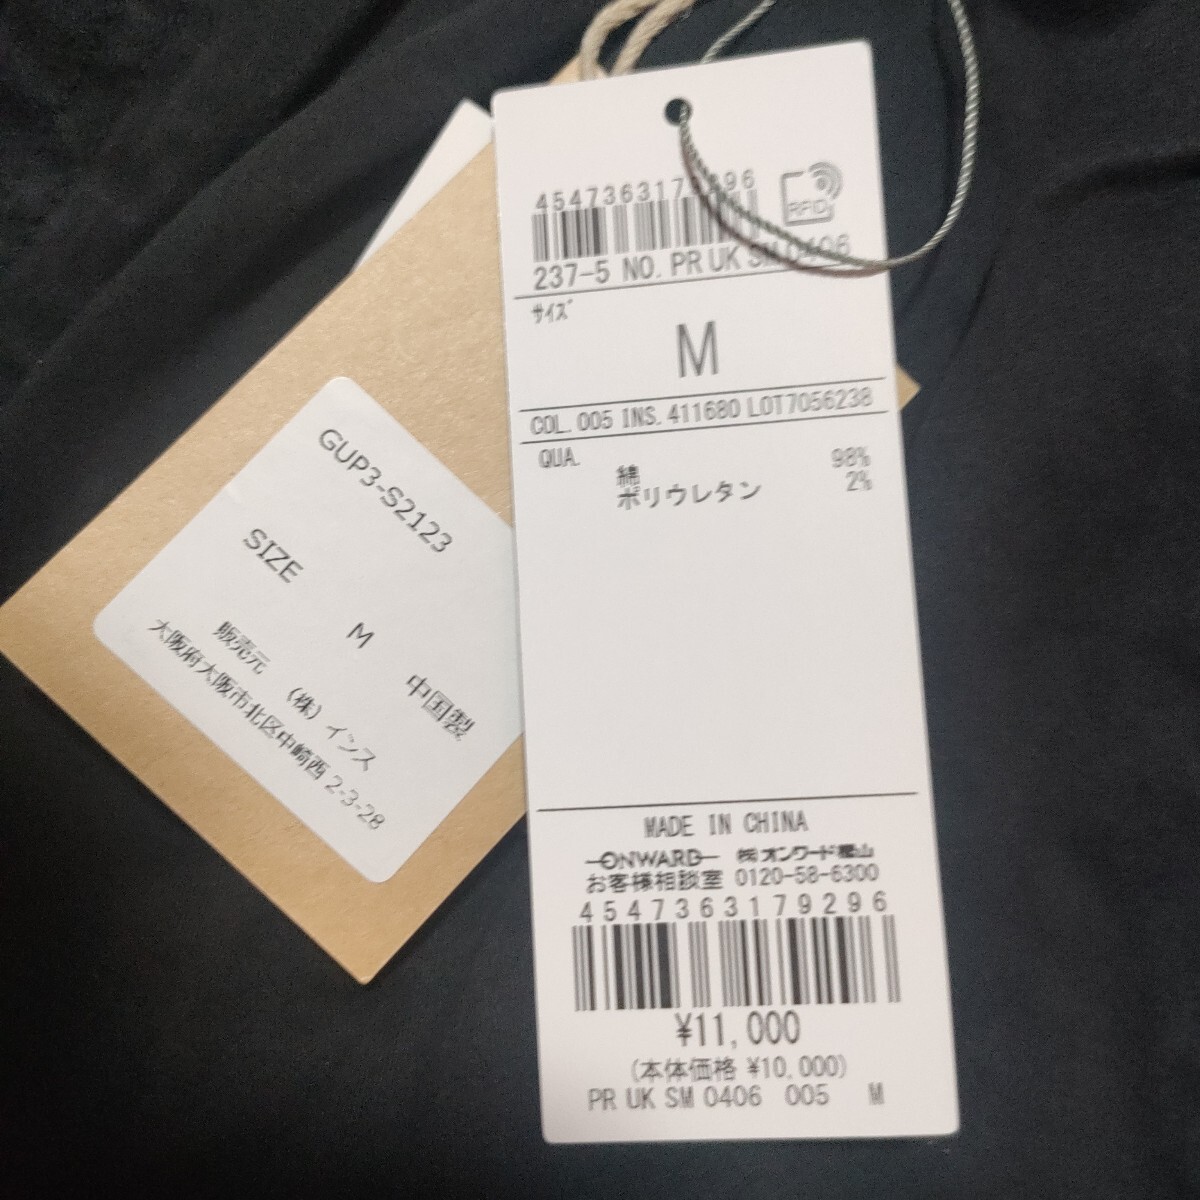 4547363179296
RFID
237-5 NO. PR UK SM 0406
ｻｲｽﾞ
M
COL. 005 INS. 411680 LOT7056238
QUA.
綿 98%
ポリウレタン 2%
MADE IN CHINA
ONWARD ㈱オンワード樫山
お客様相談室 0120-58-6300
4547363179296
¥11,000
(本体価格 ¥10,000)
PR UK SM 0406 005 M
GUP3-S2123
SIZE M 中国製
販売元 (株)インス
大阪府大阪市北区中崎西 2-3-28